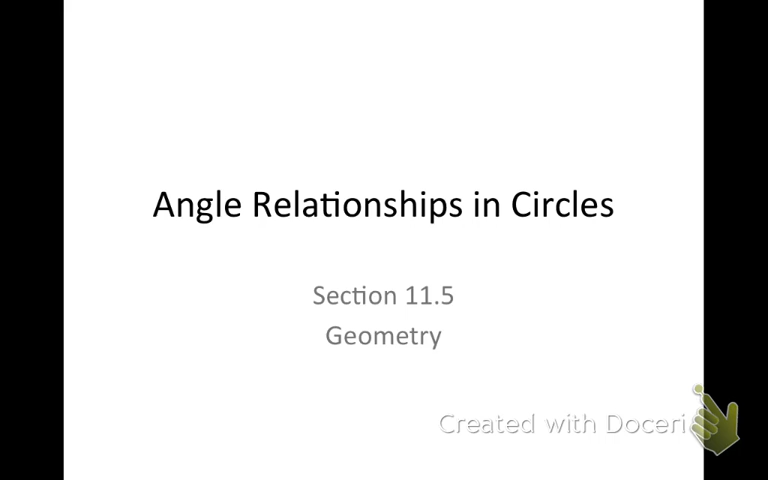 Angle Relationships in Circles
Section 11.5
Geometry
Created with Doceri